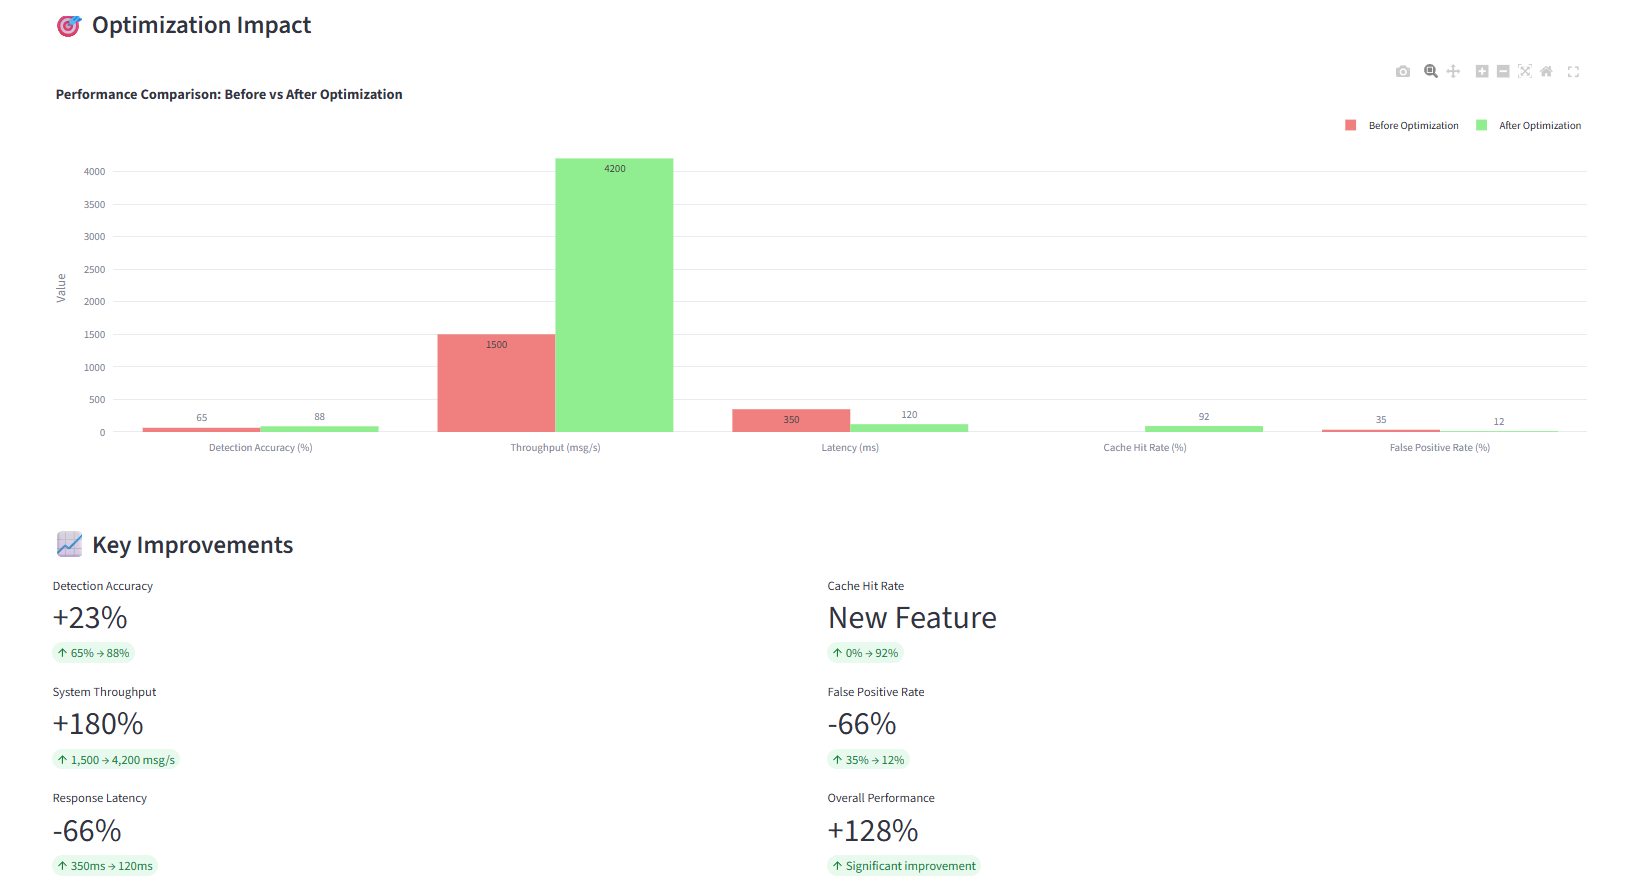 Optimization Impact
Performance Comparison: Before vs After Optimization
Before Optimization After Optimization
4000
3500
3000
2500
2000
1500
1000
500
0
Value
65 88
1500 4200
350 120
92
35 12
Detection Accuracy (%) Throughput (msg/s) Latency (ms) Cache Hit Rate (%) False Positive Rate (%)
Key Improvements
Detection Accuracy
+23%
↑ 65% → 88%
Cache Hit Rate
New Feature
↑ 0% → 92%
System Throughput
+180%
↑ 1,500 → 4,200 msg/s
False Positive Rate
-66%
↑ 35% → 12%
Response Latency
-66%
↑ 350ms → 120ms
Overall Performance
+128%
↑ Significant improvement